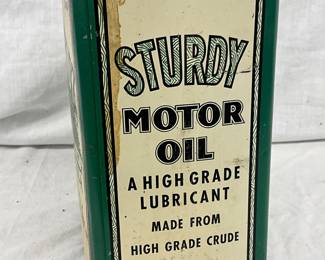 STURDY
MOTOR
OIL
A HIGH GRADE
LUBRICANT
MADE FROM
HIGH GRADE CRUDE